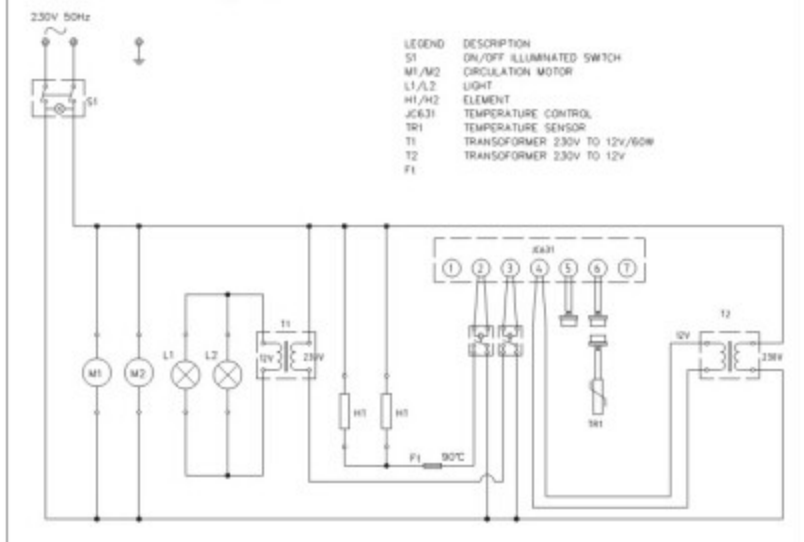 230V 50Hz
S1
LEGEND DESCRIPTION
S1 ON/OFF ILLUMINATED SWITCH
M1/M2 CIRCULATION MOTOR
L1/L2 LIGHT
H1/H2 ELEMENT
JC631 TEMPERATURE CONTROL
TR1 TEMPERATURE SENSOR
T1 TRANSOFORMER 230V TO 12V/60W
T2 TRANSOFORMER 230V TO 12V
Ft
JC631
1 2 3 4 5 6 7
T1
T2
12V
230V
L1
L2
12V
230V
M1
M2
H1
H1
TR1
Ft 90℃